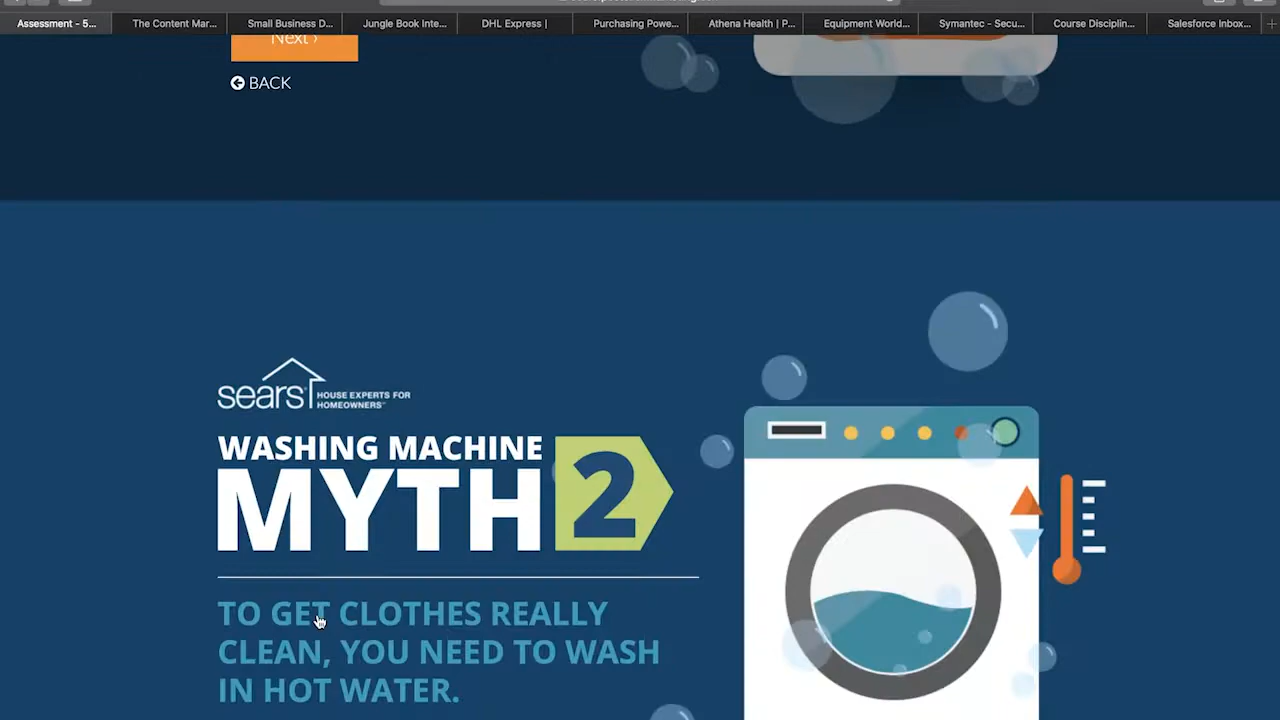 Assessment - 5...
The Content Mar...
Small Business D...
Jungle Book Inte...
DHL Express |
Purchasing Powe...
Athena Health | P...
Equipment World...
Symantec - Secu...
Course Disciplin...
Salesforce Inbox...
Next ›
BACK
sears
HOUSE EXPERTS FOR
HOMEOWNERS℠
WASHING MACHINE
MYTH 2
TO GET CLOTHES REALLY
CLEAN, YOU NEED TO WASH
IN HOT WATER.